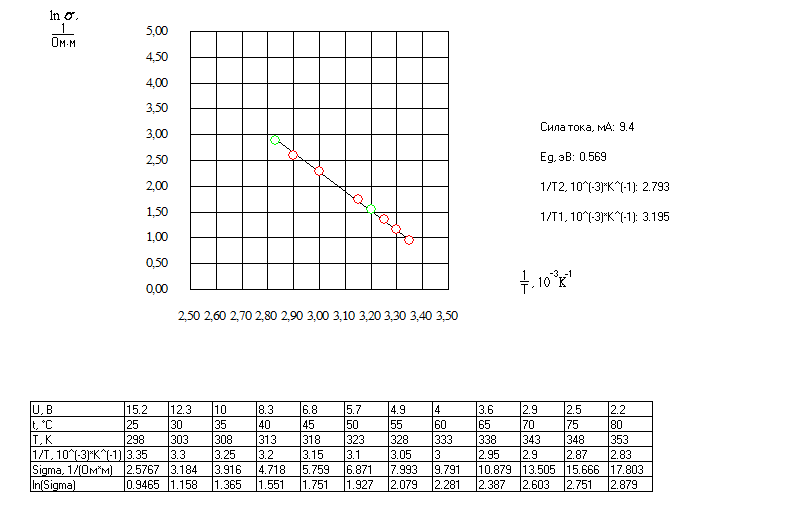 ln σ,
1
Ом·м
5,00
4,50
4,00
3,50
3,00
2,50
2,00
1,50
1,00
0,50
0,00
2,50 2,60 2,70 2,80 2,90 3,00 3,10 3,20 3,30 3,40 3,50
Сила тока, мА: 9.4
Eg, эВ: 0.569
1/T2, 10^(-3)*K^(-1): 2.793
1/T1, 10^(-3)*K^(-1): 3.195
1
T , 10⁻³ K⁻¹
U, В 15.2 12.3 10 8.3 6.8 5.7 4.9 4 3.6 2.9 2.5 2.2
t, °C 25 30 35 40 45 50 55 60 65 70 75 80
T, K 298 303 308 313 318 323 328 333 338 343 348 353
1/T, 10^(-3)*K^(-1) 3.35 3.3 3.25 3.2 3.15 3.1 3.05 3 2.95 2.9 2.87 2.83
Sigma, 1/(Ом*м) 2.5767 3.184 3.916 4.718 5.759 6.871 7.993 9.791 10.879 13.505 15.666 17.803
ln(Sigma) 0.9465 1.158 1.365 1.551 1.751 1.927 2.079 2.281 2.387 2.603 2.751 2.879